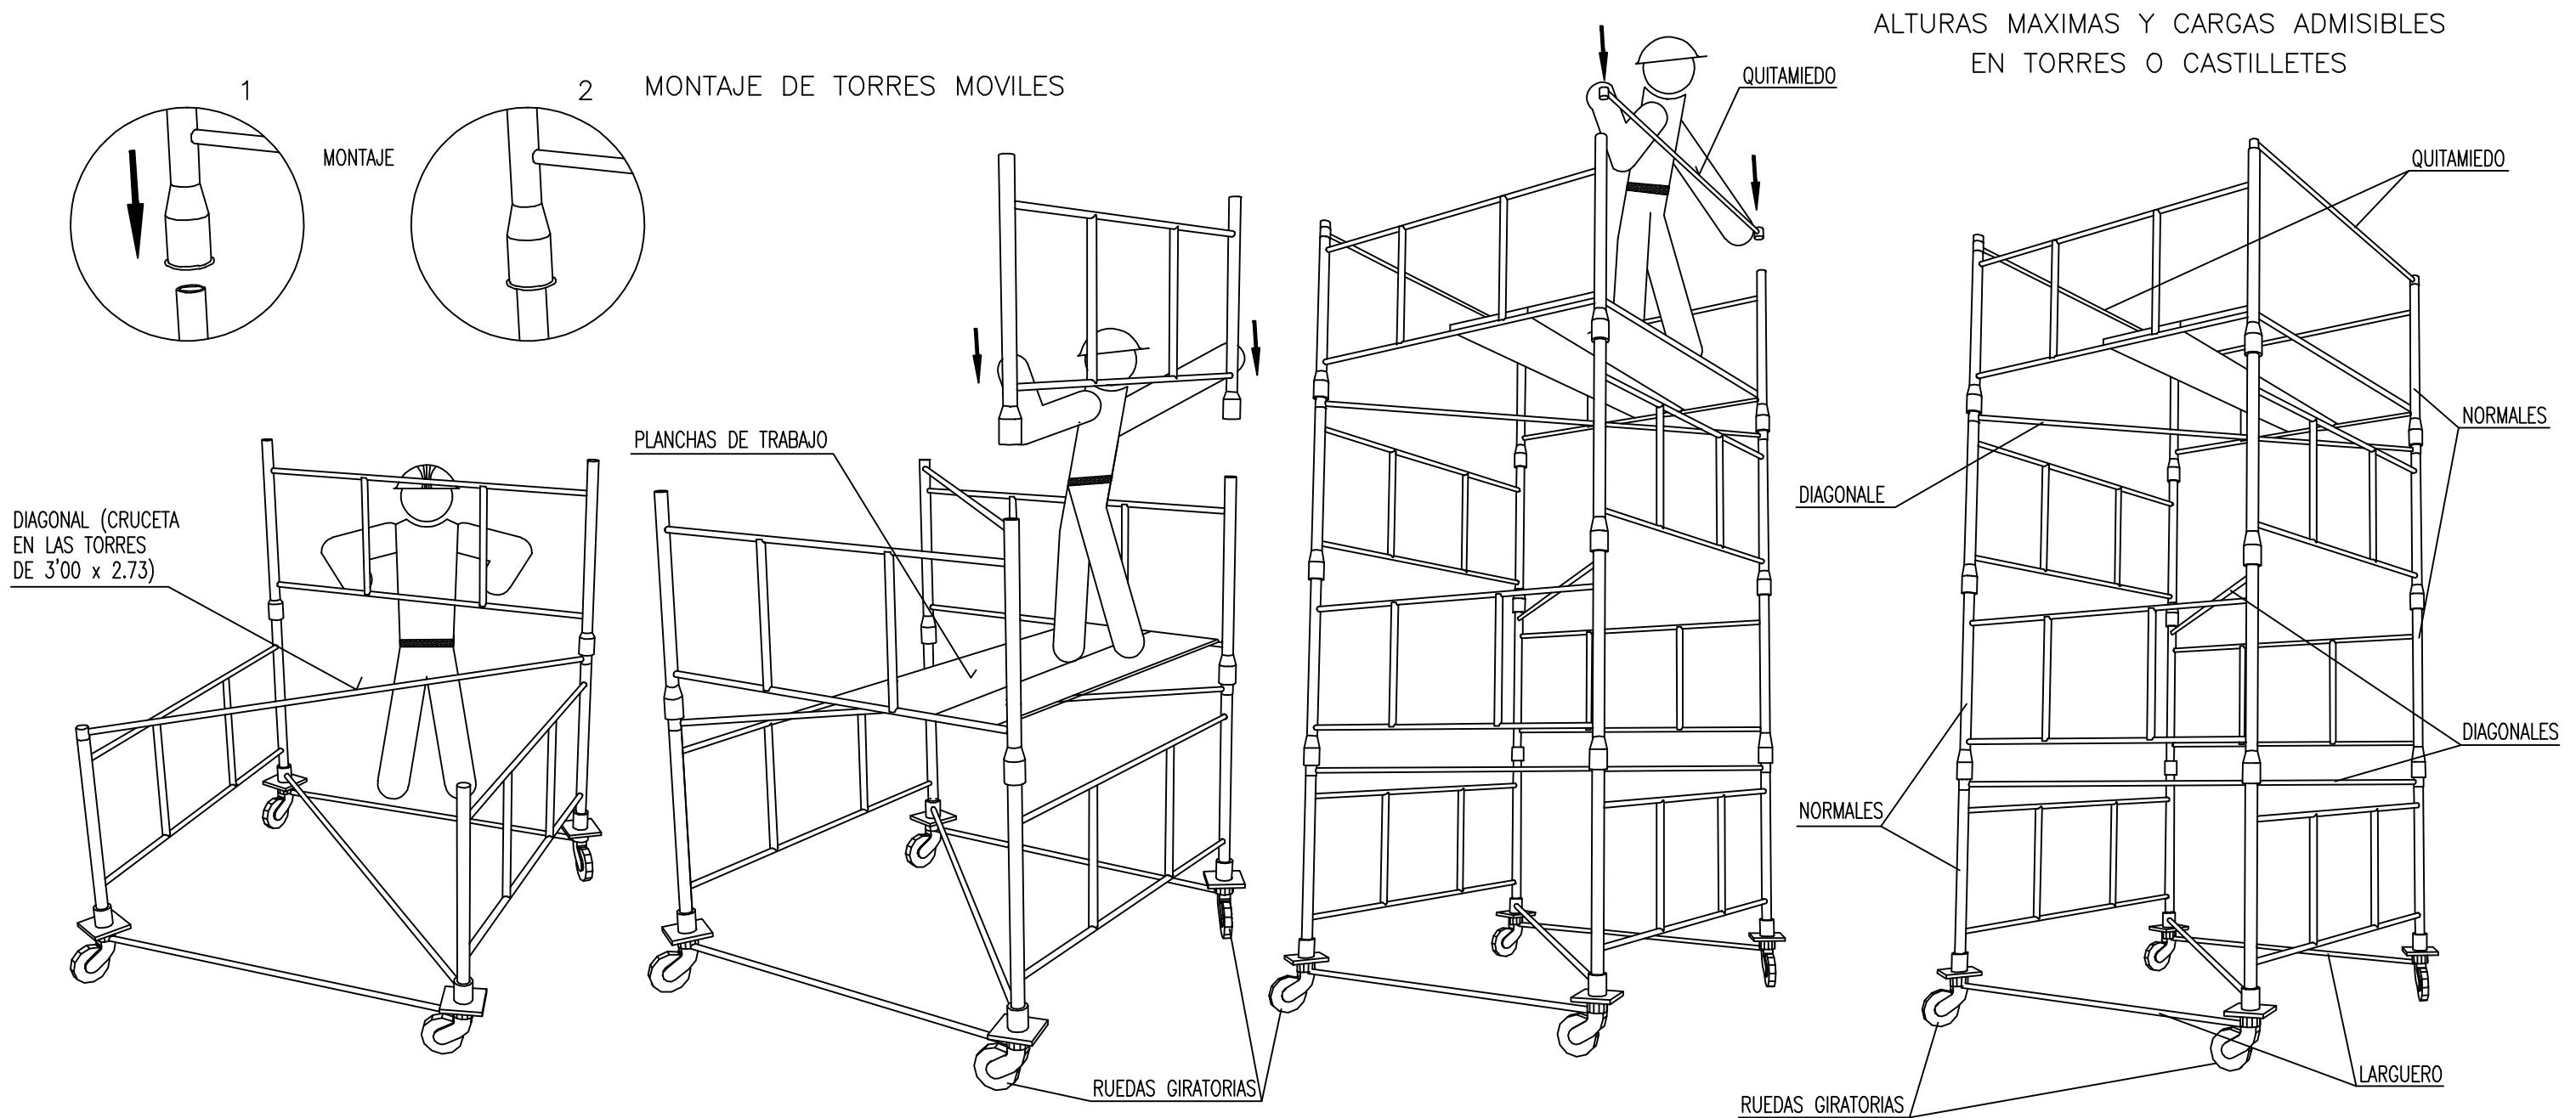 1
2
MONTAJE DE TORRES MOVILES
MONTAJE
ALTURAS MAXIMAS Y CARGAS ADMISIBLES
EN TORRES O CASTILLETES
QUITAMIEDO
QUITAMIEDO
PLANCHAS DE TRABAJO
NORMALES
DIAGONALE
DIAGONAL (CRUCETA
EN LAS TORRES
DE 3'00 x 2.73)
DIAGONALES
NORMALES
RUEDAS GIRATORIAS
LARGUERO
RUEDAS GIRATORIAS